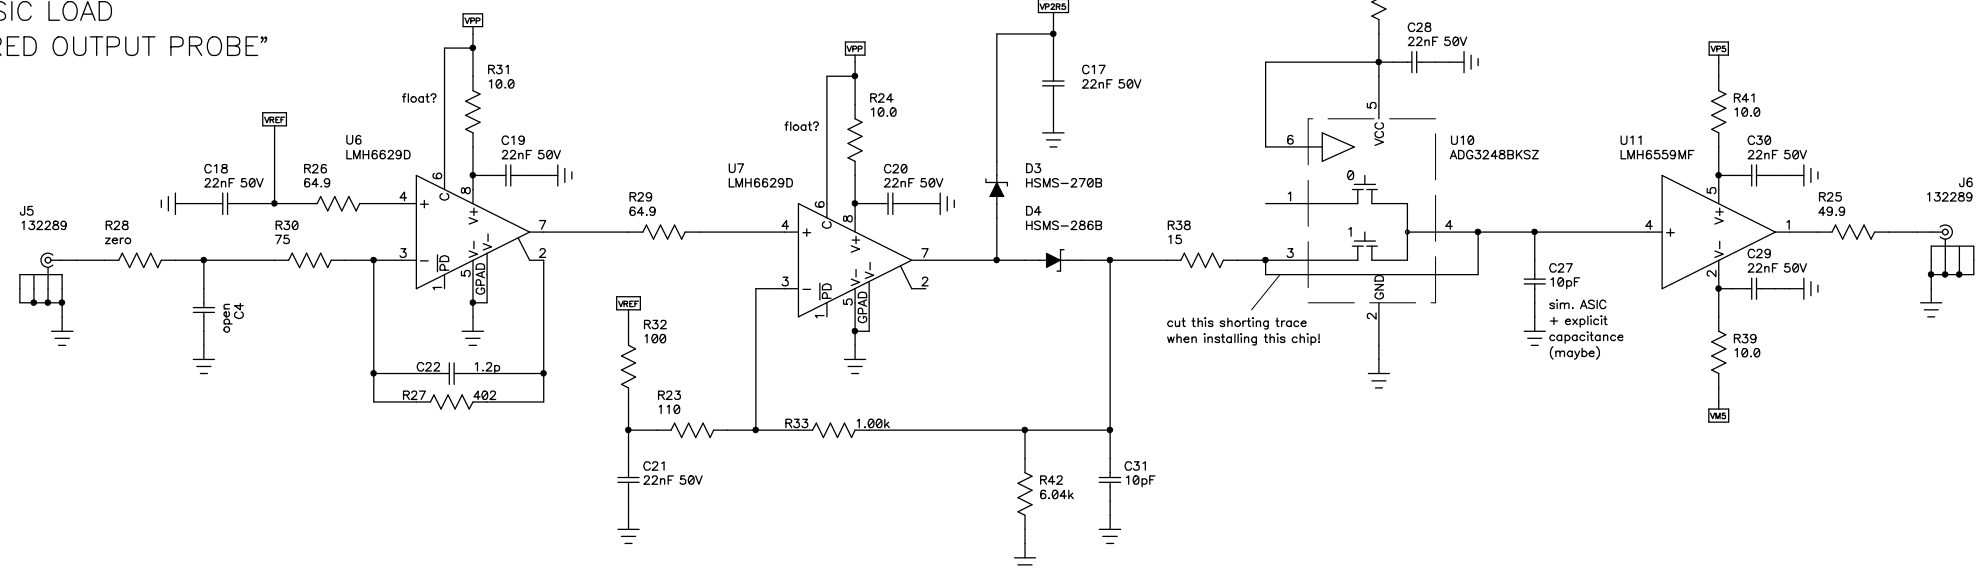 SIC LOAD
RED OUTPUT PROBE”
VPP
R31
10.0
float?
VREF
U6
LMH6629D
C19
22nF 50V
C18
22nF 50V
R26
64.9
6
C
8
V+
4
+
J5
132289
R28
zero
R30
75
3
−
PD
1
V−
V−
5
GPAD
7
2
open
C4
C22
1.2p
R27
402
VPP
R24
10.0
float?
U7
LMH6629D
C20
22nF 50V
R29
64.9
6
C
8
V+
4
+
3
−
PD
1
V−
V−
5
GPAD
7
2
VREF
R32
100
R23
110
R33
1.00k
C21
22nF 50V
VP2R5
C17
22nF 50V
D3
HSMS-270B
D4
HSMS-286B
R42
6.04k
C31
10pF
R38
15
C28
22nF 50V
5
VCC
6
U10
ADG3248BKSZ
0
1
1
3
4
GND
2
cut this shorting trace
when installing this chip!
C27
10pF
sim. ASIC
+ explicit
capacitance
(maybe)
VP5
R41
10.0
U11
LMH6559MF
C30
22nF 50V
5
V+
4
+
1
V−
2
C29
22nF 50V
R39
10.0
VM5
R25
49.9
J6
132289